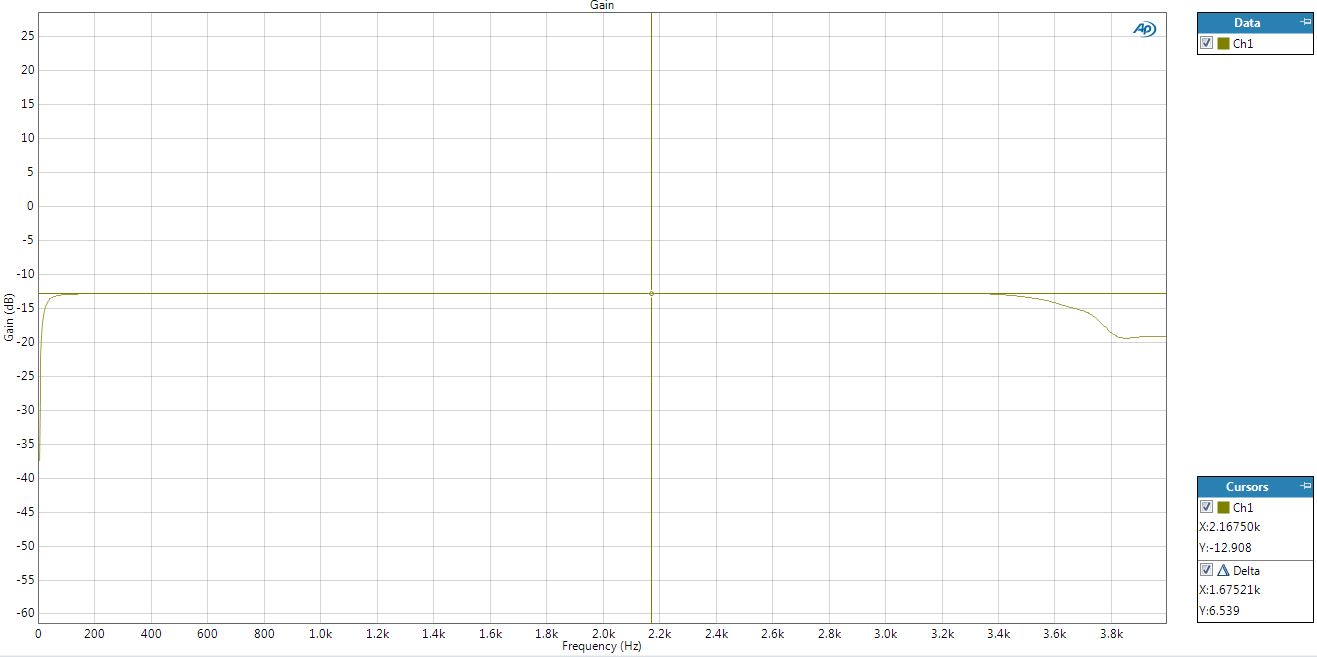 Gain
AP
Data
Ch1
25
20
15
10
5
0
-5
-10
-15
-20
-25
-30
-35
-40
-45
-50
-55
-60
Gain (dB)
0 200 400 600 800 1.0k 1.2k 1.4k 1.6k 1.8k 2.0k 2.2k 2.4k 2.6k 2.8k 3.0k 3.2k 3.4k 3.6k 3.8k
Frequency (Hz)
Cursors
Ch1
X:2.16750k
Y:-12.908
Delta
X:1.67521k
Y:6.539